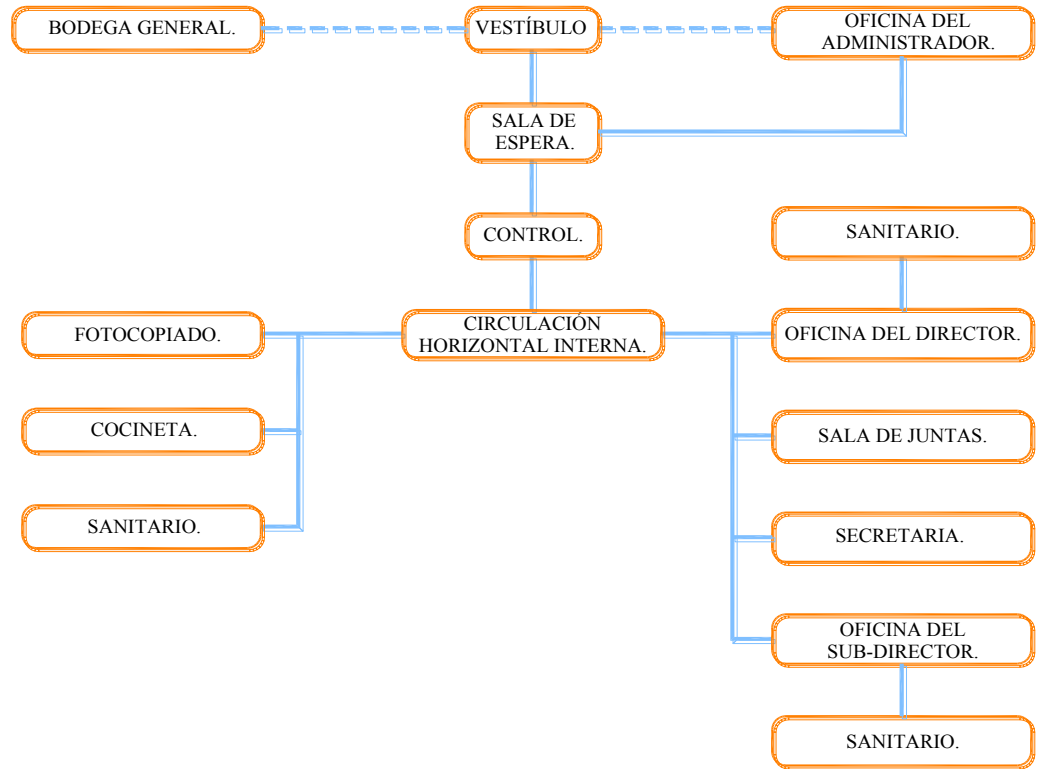 BODEGA GENERAL.
VESTÍBULO
OFICINA DEL
ADMINISTRADOR.
SALA DE
ESPERA.
CONTROL.
SANITARIO.
FOTOCOPIADO.
CIRCULACIÓN
HORIZONTAL INTERNA.
OFICINA DEL DIRECTOR.
COCINETA.
SALA DE JUNTAS.
SANITARIO.
SECRETARIA.
OFICINA DEL
SUB-DIRECTOR.
SANITARIO.